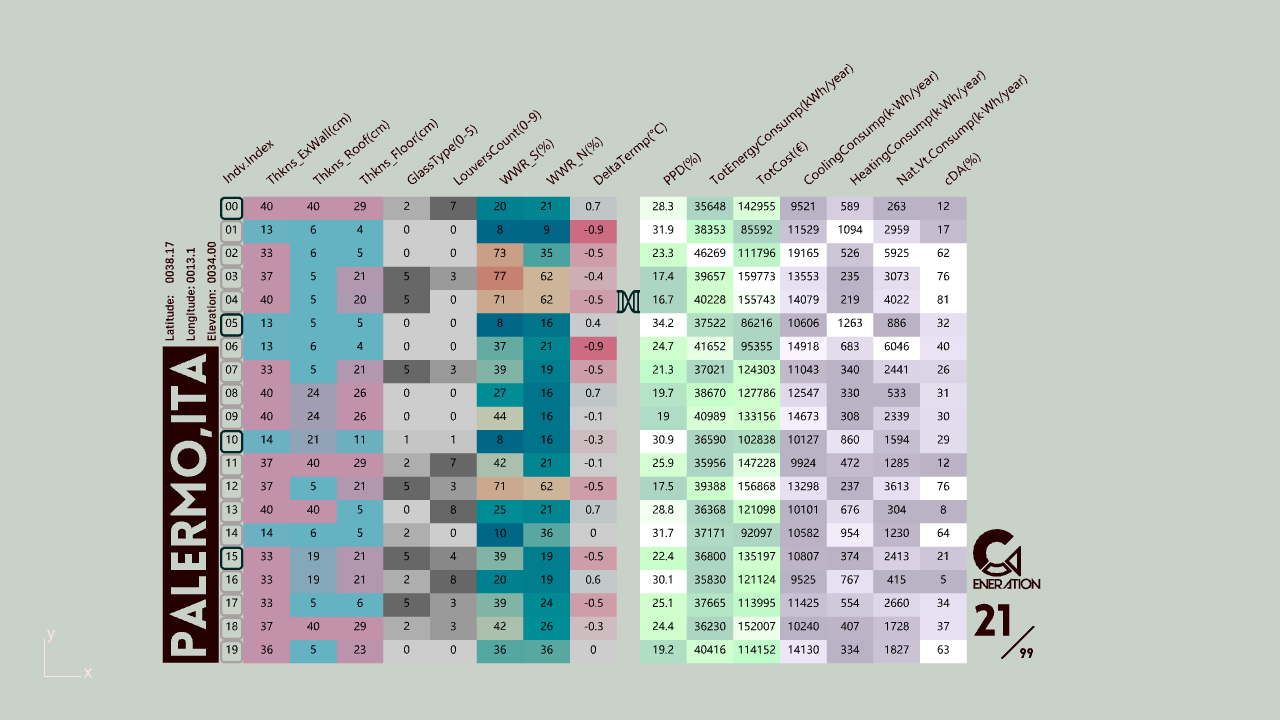 Indv.Index Thkns_ExWall(cm) Thkns_Roof(cm) Thkns_Floor(cm) GlassType(0-5) LouversCount(0-9) WWR_S(%) WWR_N(%) DeltaTermp(°C) PPD(%) TotEnergyConsump(kWh/year) TotCost(€) CoolingConsump(k·Wh/year) HeatingConsump(k·Wh/year) Nat.Vt.Consump(k·Wh/year) cDA(%)
00 40 40 29 2 7 20 21 0.7 28.3 35648 142955 9521 589 263 12
01 13 6 4 0 0 8 9 -0.9 31.9 38353 85592 11529 1094 2959 17
02 33 6 5 0 0 73 35 -0.5 23.3 46269 111796 19165 526 5925 62
03 37 5 21 5 3 77 62 -0.4 17.4 39657 159773 13553 235 3073 76
04 40 5 20 5 0 71 62 -0.5 16.7 40228 155743 14079 219 4022 81
05 13 5 5 0 0 8 16 0.4 34.2 37522 86216 10606 1263 886 32
06 13 6 4 0 0 37 21 -0.9 24.7 41652 95355 14918 683 6046 40
07 33 5 21 5 3 39 19 -0.5 21.3 37021 124303 11043 340 2441 26
08 40 24 26 0 0 27 16 0.7 19.7 38670 127786 12547 330 533 31
09 40 24 26 0 0 44 16 -0.1 19 40989 133156 14673 308 2339 30
10 14 21 11 1 1 8 16 -0.3 30.9 36590 102838 10127 860 1594 29
11 37 40 29 2 7 42 21 -0.1 25.9 35956 147228 9924 472 1285 12
12 37 5 21 5 3 71 62 -0.5 17.5 39388 156868 13298 237 3613 76
13 40 40 5 0 8 25 21 0.7 28.8 36368 121098 10101 676 304 8
14 14 6 5 2 0 10 36 0 31.7 37171 92097 10582 954 1230 64
15 33 19 21 5 4 39 19 -0.5 22.4 36800 135197 10807 374 2413 21
16 33 19 21 2 8 20 19 0.6 30.1 35830 121124 9525 767 415 5
17 33 5 6 5 3 39 24 -0.5 25.1 37665 113995 11425 554 2660 34
18 37 40 29 2 3 42 26 -0.3 24.4 36230 152007 10240 407 1728 37
19 36 5 23 0 0 36 36 0 19.2 40416 114152 14130 334 1827 63
Latitude: 0038.17
Longitude: 0013.1
Elevation: 0034.00
PALERMO,ITA
G
ENERATION
21/99
y
x